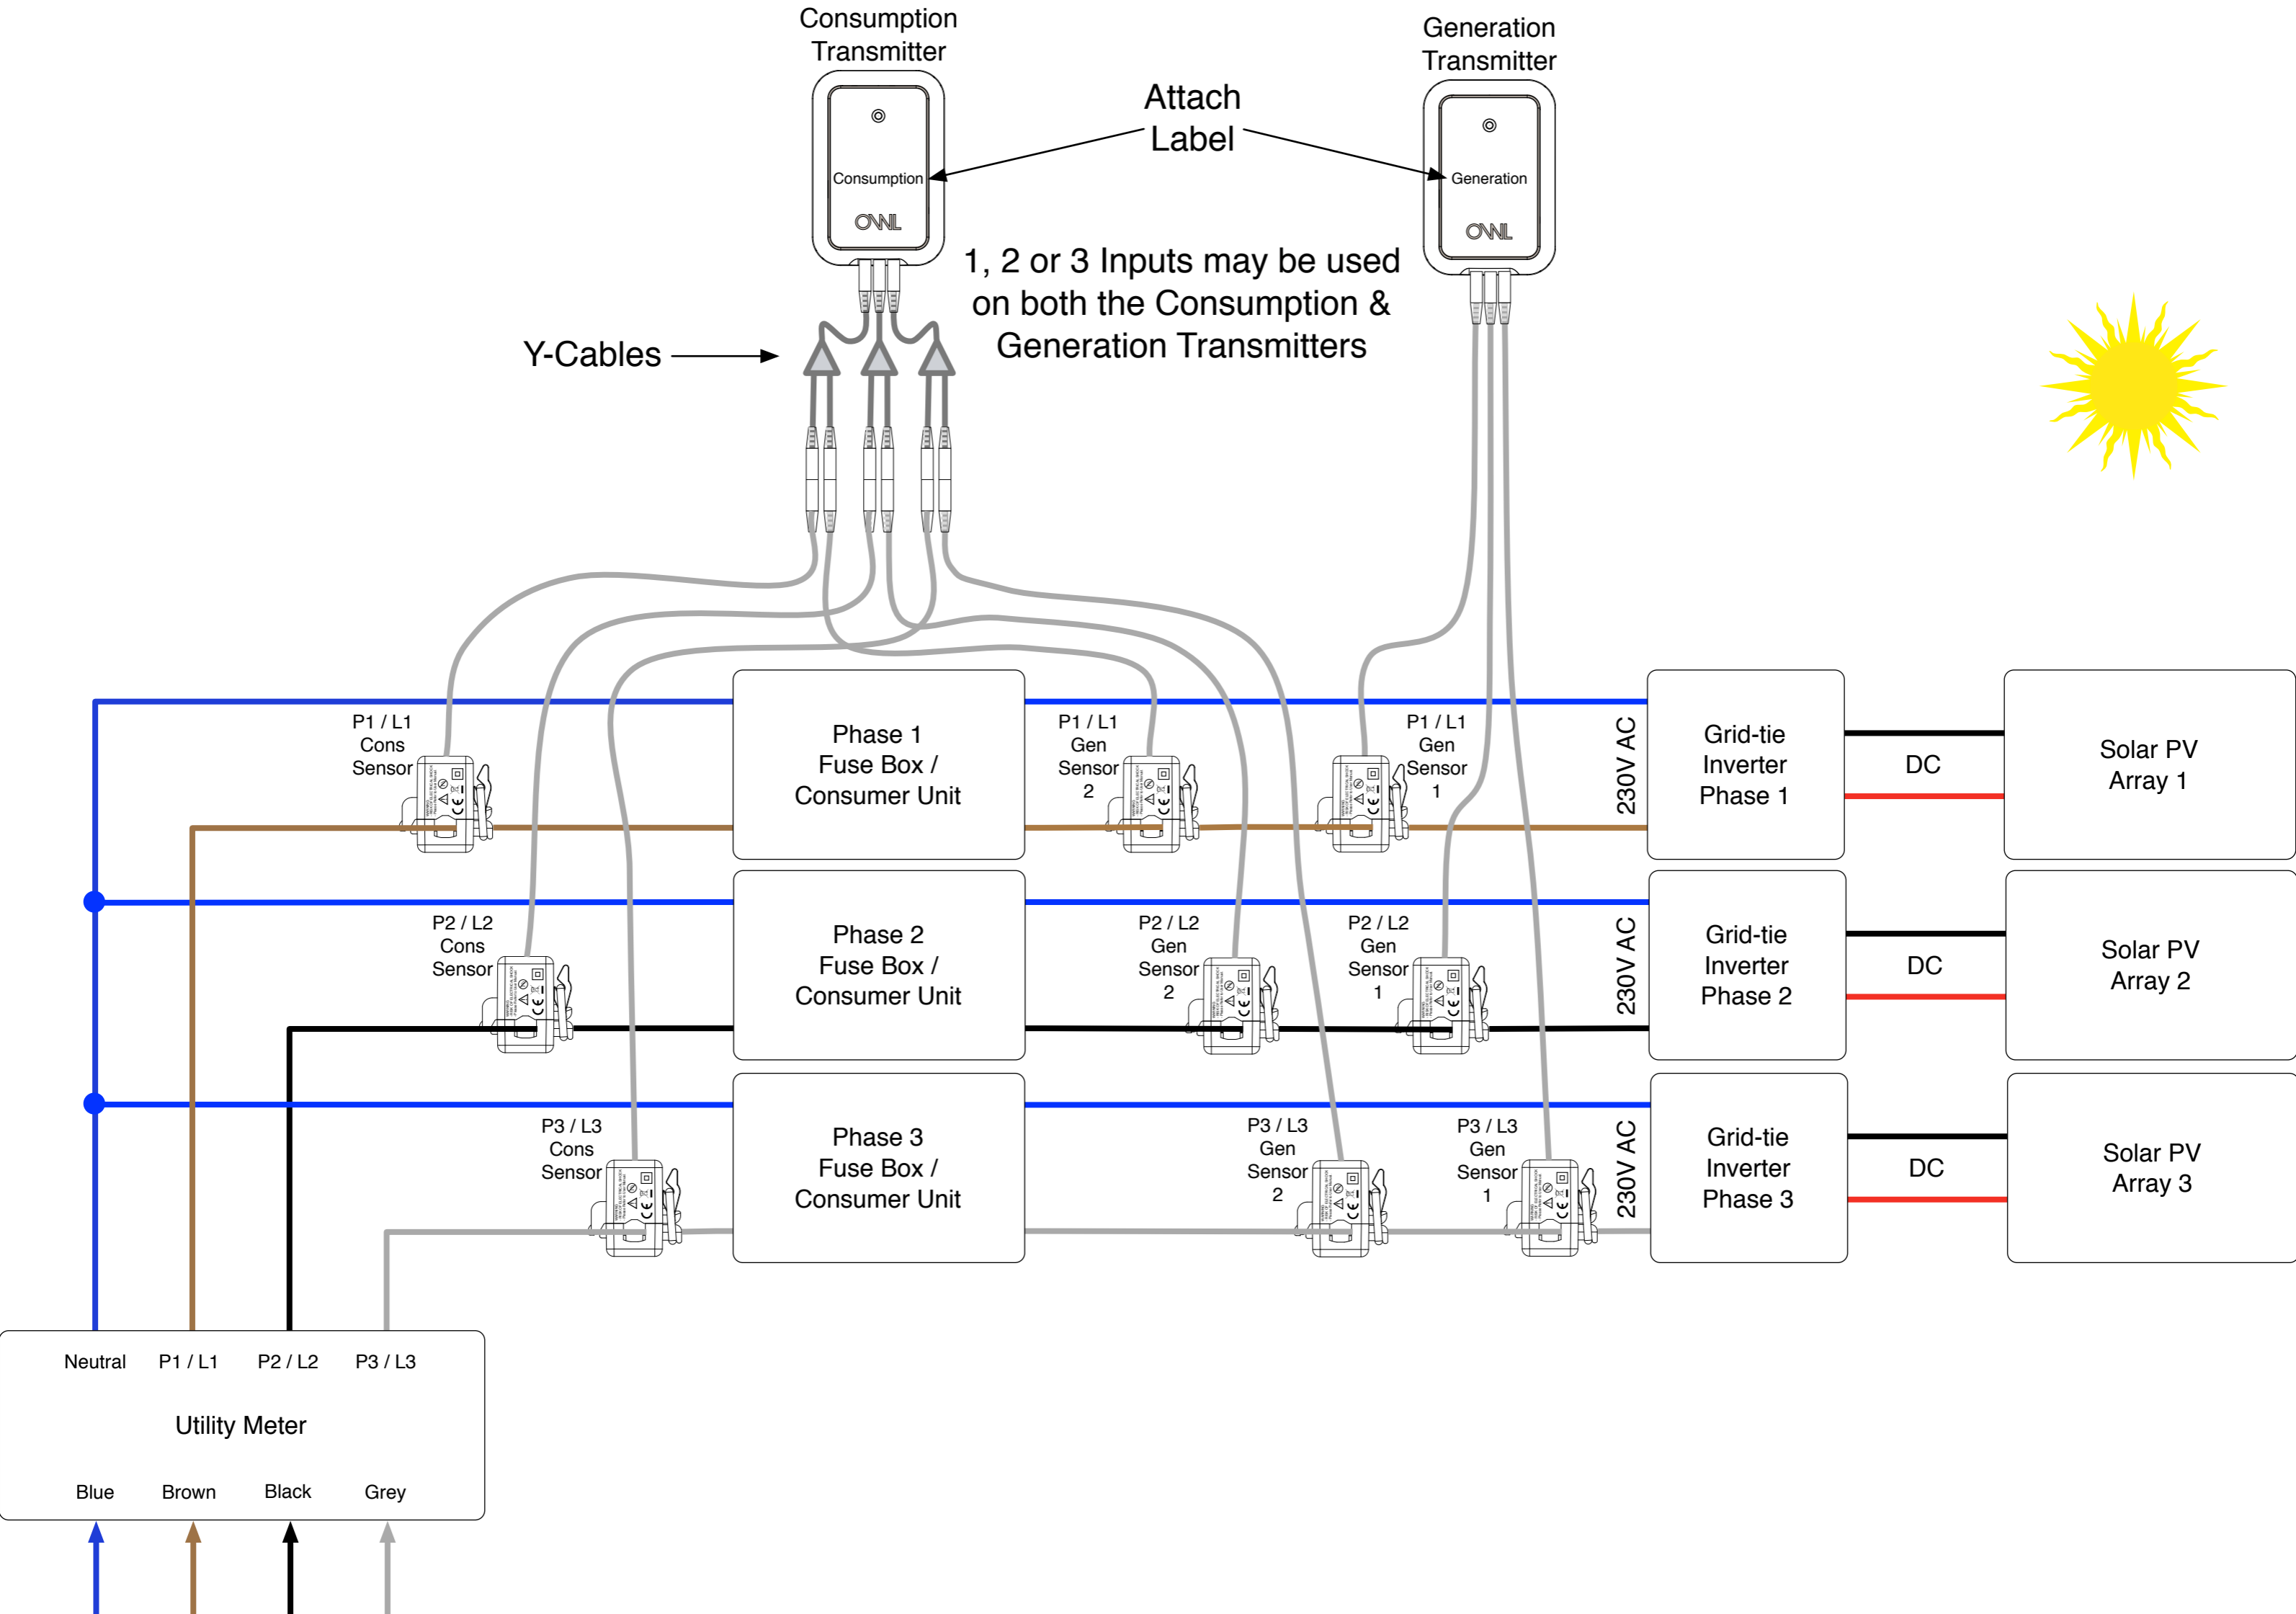 Consumption
Transmitter
Generation
Transmitter
Attach
Label
Consumption
OWL
Generation
OWL
1, 2 or 3 Inputs may be used
on both the Consumption &
Generation Transmitters
Y-Cables
P1 / L1
Cons
Sensor
Phase 1
Fuse Box /
Consumer Unit
P1 / L1
Gen
Sensor
2
P1 / L1
Gen
Sensor
1
230V AC
Grid-tie
Inverter
Phase 1
DC
Solar PV
Array 1
P2 / L2
Cons
Sensor
Phase 2
Fuse Box /
Consumer Unit
P2 / L2
Gen
Sensor
2
P2 / L2
Gen
Sensor
1
230V AC
Grid-tie
Inverter
Phase 2
DC
Solar PV
Array 2
P3 / L3
Cons
Sensor
Phase 3
Fuse Box /
Consumer Unit
P3 / L3
Gen
Sensor
2
P3 / L3
Gen
Sensor
1
230V AC
Grid-tie
Inverter
Phase 3
DC
Solar PV
Array 3
Neutral P1 / L1 P2 / L2 P3 / L3
Utility Meter
Blue Brown Black Grey